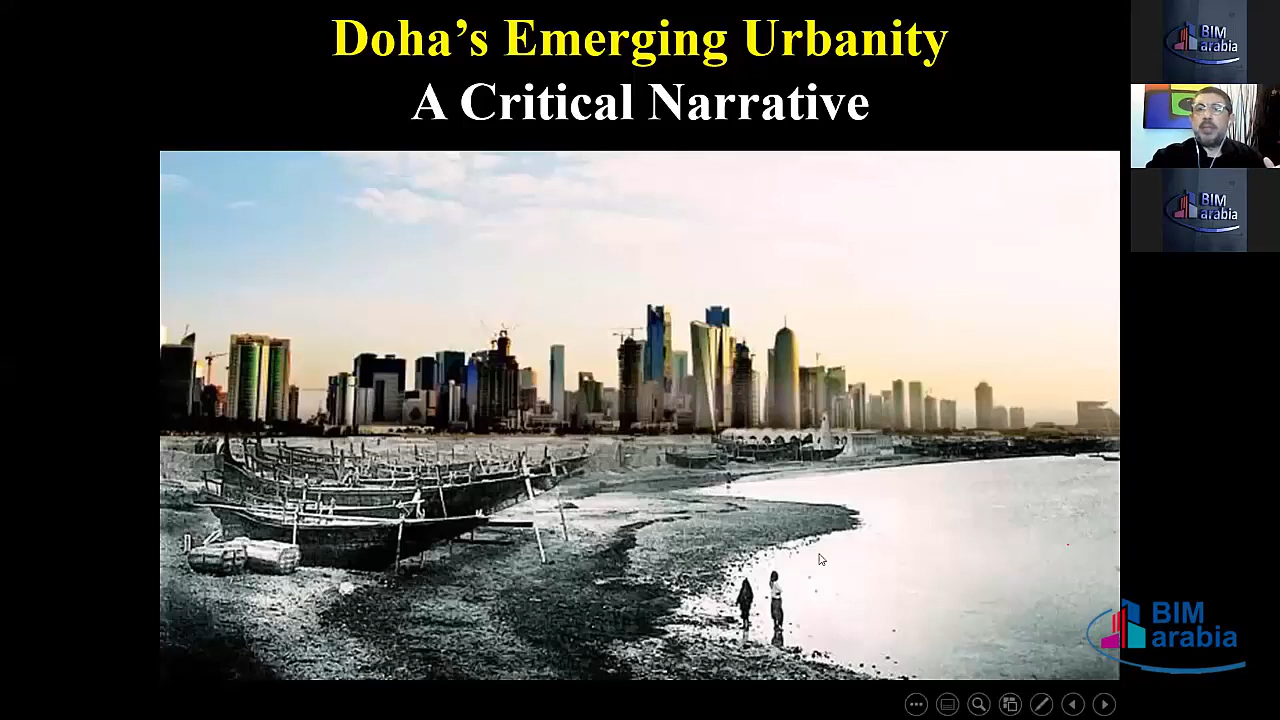 Doha’s Emerging Urbanity
A Critical Narrative
BIM
arabia
BIM
arabia
BIM
arabia